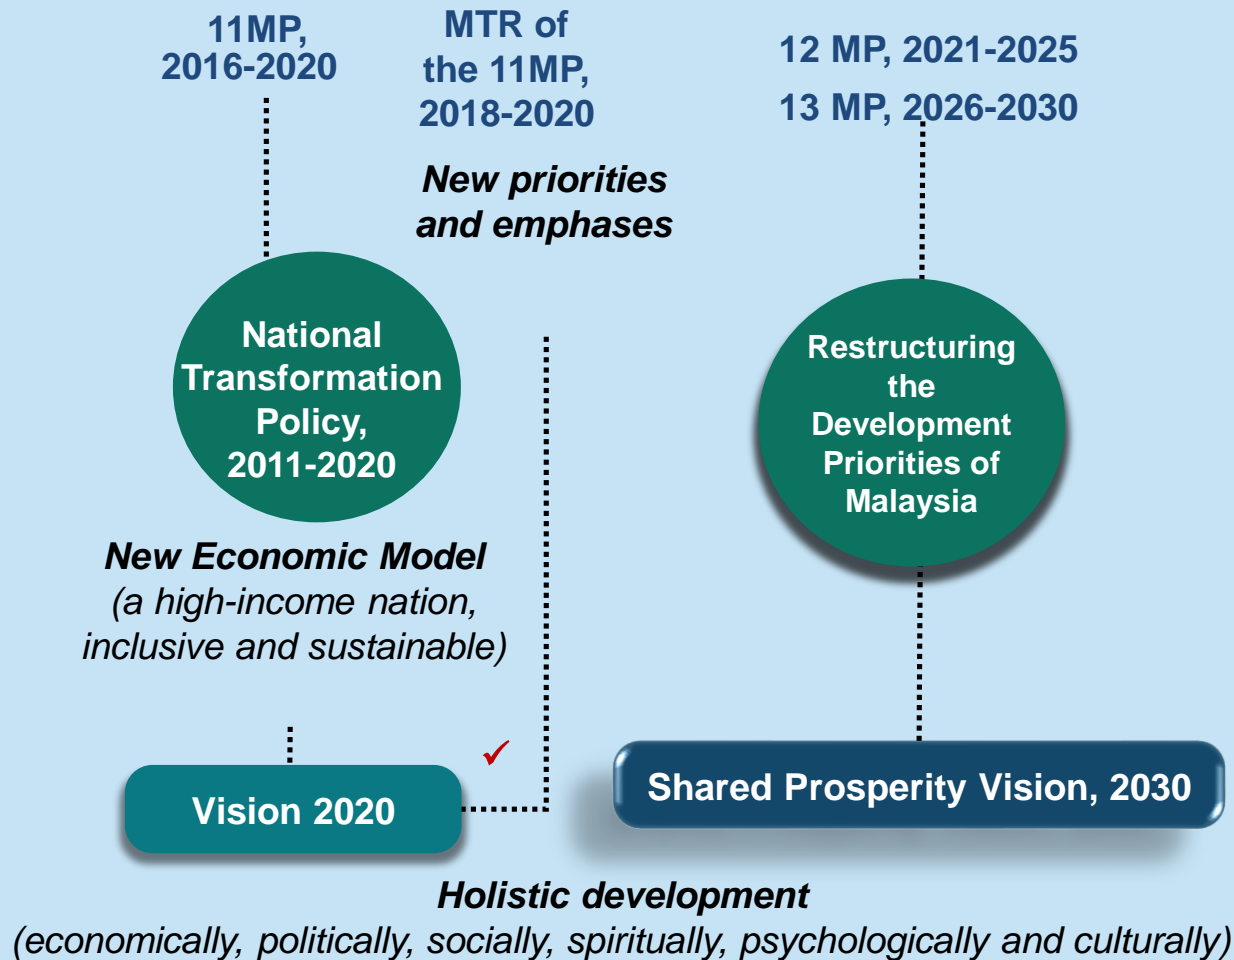 11MP,
2016-2020
MTR of
the 11MP,
2018-2020
New priorities
and emphases
12 MP, 2021-2025
13 MP, 2026-2030
National
Transformation
Policy,
2011-2020
New Economic Model
(a high-income nation,
inclusive and sustainable)
Restructuring
the
Development
Priorities of
Malaysia
Vision 2020
Shared Prosperity Vision, 2030
Holistic development
(economically, politically, socially, spiritually, psychologically and culturally)